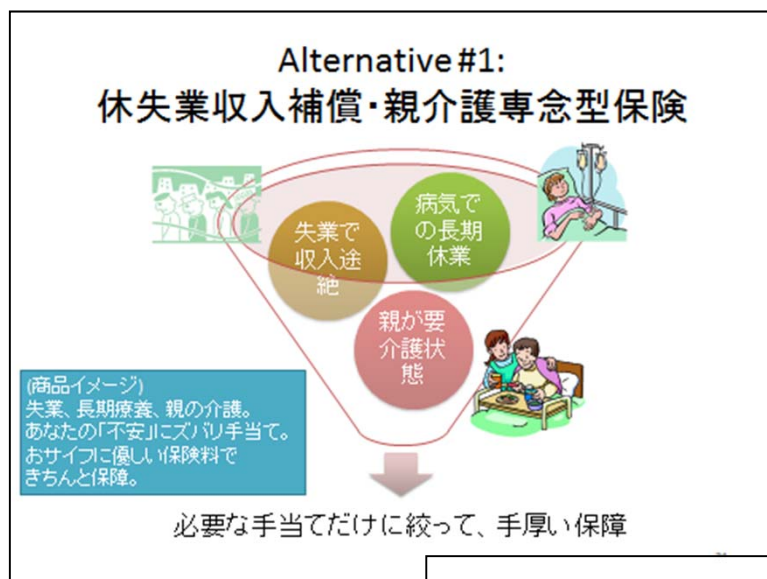 Alternative #1:
休失業収入補償・親介護専念型保険
失業で
収入途
絶
病気で
の長期
休業
親が要
介護状
態
(商品イメージ)
失業、長期療養、親の介護。
あなたの「不安」にズバリ手当て。
おサイフに優しい保険料で
きちんと保障。
必要な手当てだけに絞って、手厚い保障